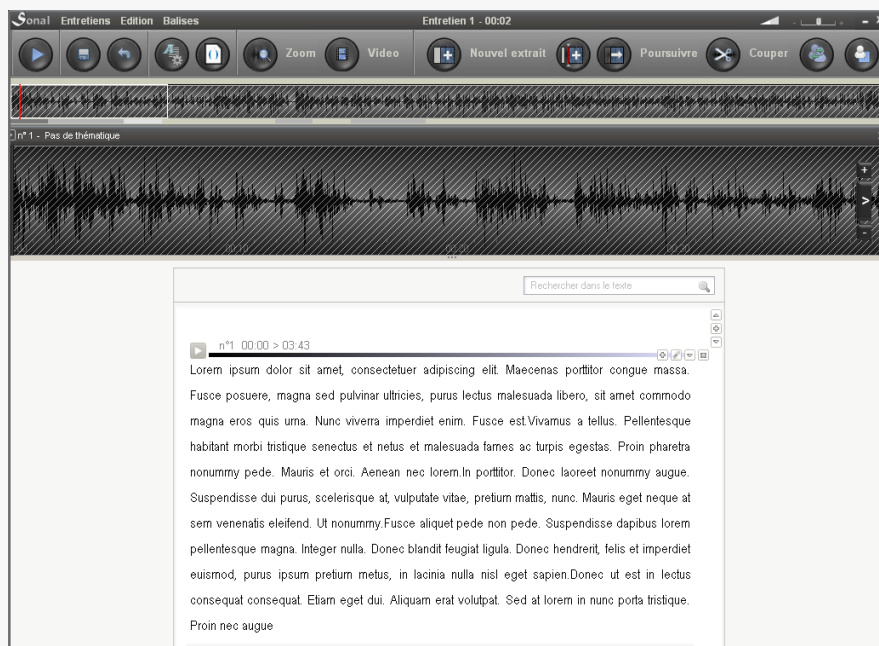 Sonal Entretiens Edition Balises Entretien 1 - 00:02
Zoom Video Nouvel extrait Poursuivre Couper
n° 1 - Pas de thématique
00:10 00:20 00:30
Rechercher dans le texte
n°1 00:00 > 03:43
Lorem ipsum dolor sit amet, consectetuer adipiscing elit. Maecenas porttitor congue massa.
Fusce posuere, magna sed pulvinar ultricies, purus lectus malesuada libero, sit amet commodo
magna eros quis urna. Nunc viverra imperdiet enim. Fusce est.Vivamus a tellus. Pellentesque
habitant morbi tristique senectus et netus et malesuada fames ac turpis egestas. Proin pharetra
nonummy pede. Mauris et orci. Aenean nec lorem.In porttitor. Donec laoreet nonummy augue.
Suspendisse dui purus, scelerisque at, vulputate vitae, pretium mattis, nunc. Mauris eget neque at
sem venenatis eleifend. Ut nonummy.Fusce aliquet pede non pede. Suspendisse dapibus lorem
pellentesque magna. Integer nulla. Donec blandit feugiat ligula. Donec hendrerit, felis et imperdiet
euismod, purus ipsum pretium metus, in lacinia nulla nisl eget sapien.Donec ut est in lectus
consequat consequat. Etiam eget dui. Aliquam erat volutpat. Sed at lorem in nunc porta tristique.
Proin nec augue